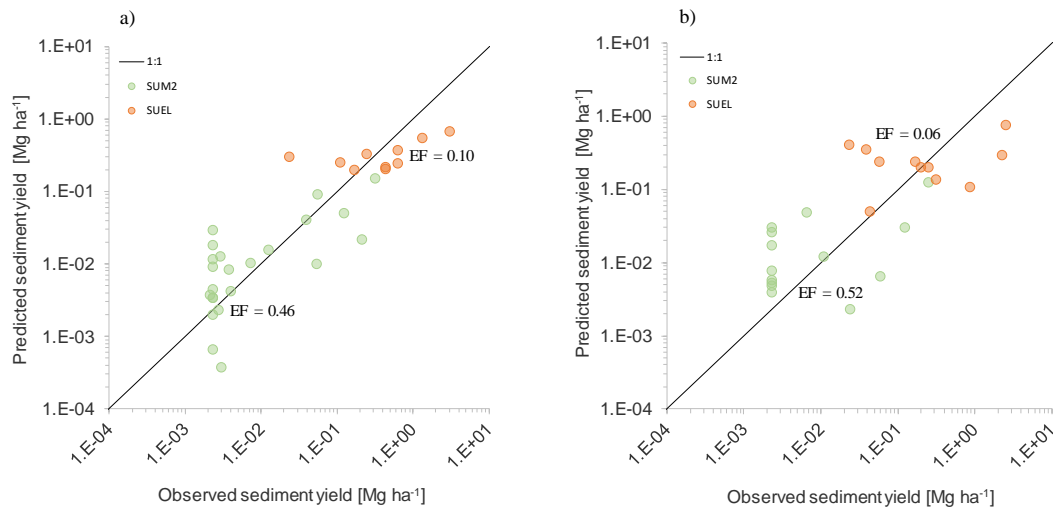 a)
1.E+01
1.E+00
1.E-01
1.E-02
1.E-03
1.E-04
Predicted sediment yield [Mg ha-1]
1:1
SUM2
SUEL
EF = 0.10
EF = 0.46
1.E-04
1.E-03
1.E-02
1.E-01
1.E+00
1.E+01
Observed sediment yield [Mg ha-1]
b)
1.E+01
1.E+00
1.E-01
1.E-02
1.E-03
1.E-04
Predicted sediment yield [Mg ha-1]
1:1
SUM2
SUEL
EF = 0.06
EF = 0.52
1.E-04
1.E-03
1.E-02
1.E-01
1.E+00
1.E+01
Observed sediment yield [Mg ha-1]